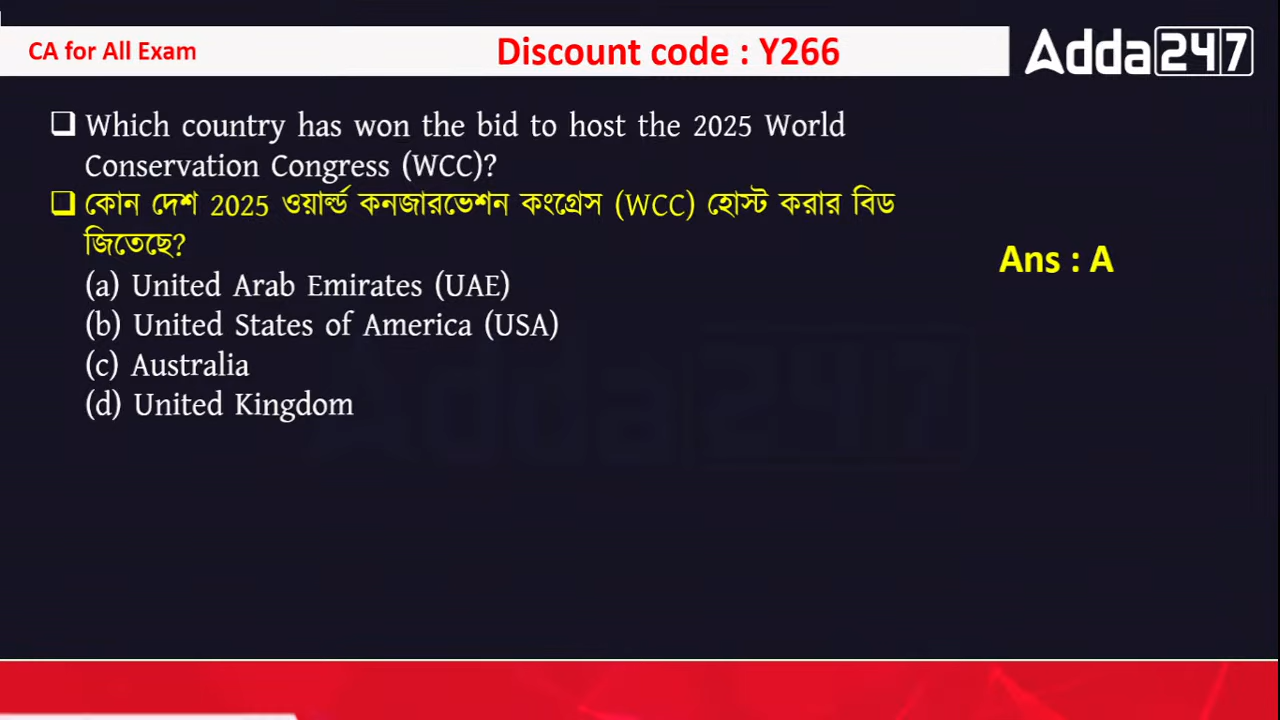 CA for All Exam
Discount code : Y266
Adda247
❑ Which country has won the bid to host the 2025 World
Conservation Congress (WCC)?
❑ কোন দেশ 2025 ওয়ার্ল্ড কনজারভেশন কংগ্রেস (WCC) হোস্ট করার বিড
জিতেছে?
Ans : A
(a) United Arab Emirates (UAE)
(b) United States of America (USA)
(c) Australia
(d) United Kingdom
Adda247